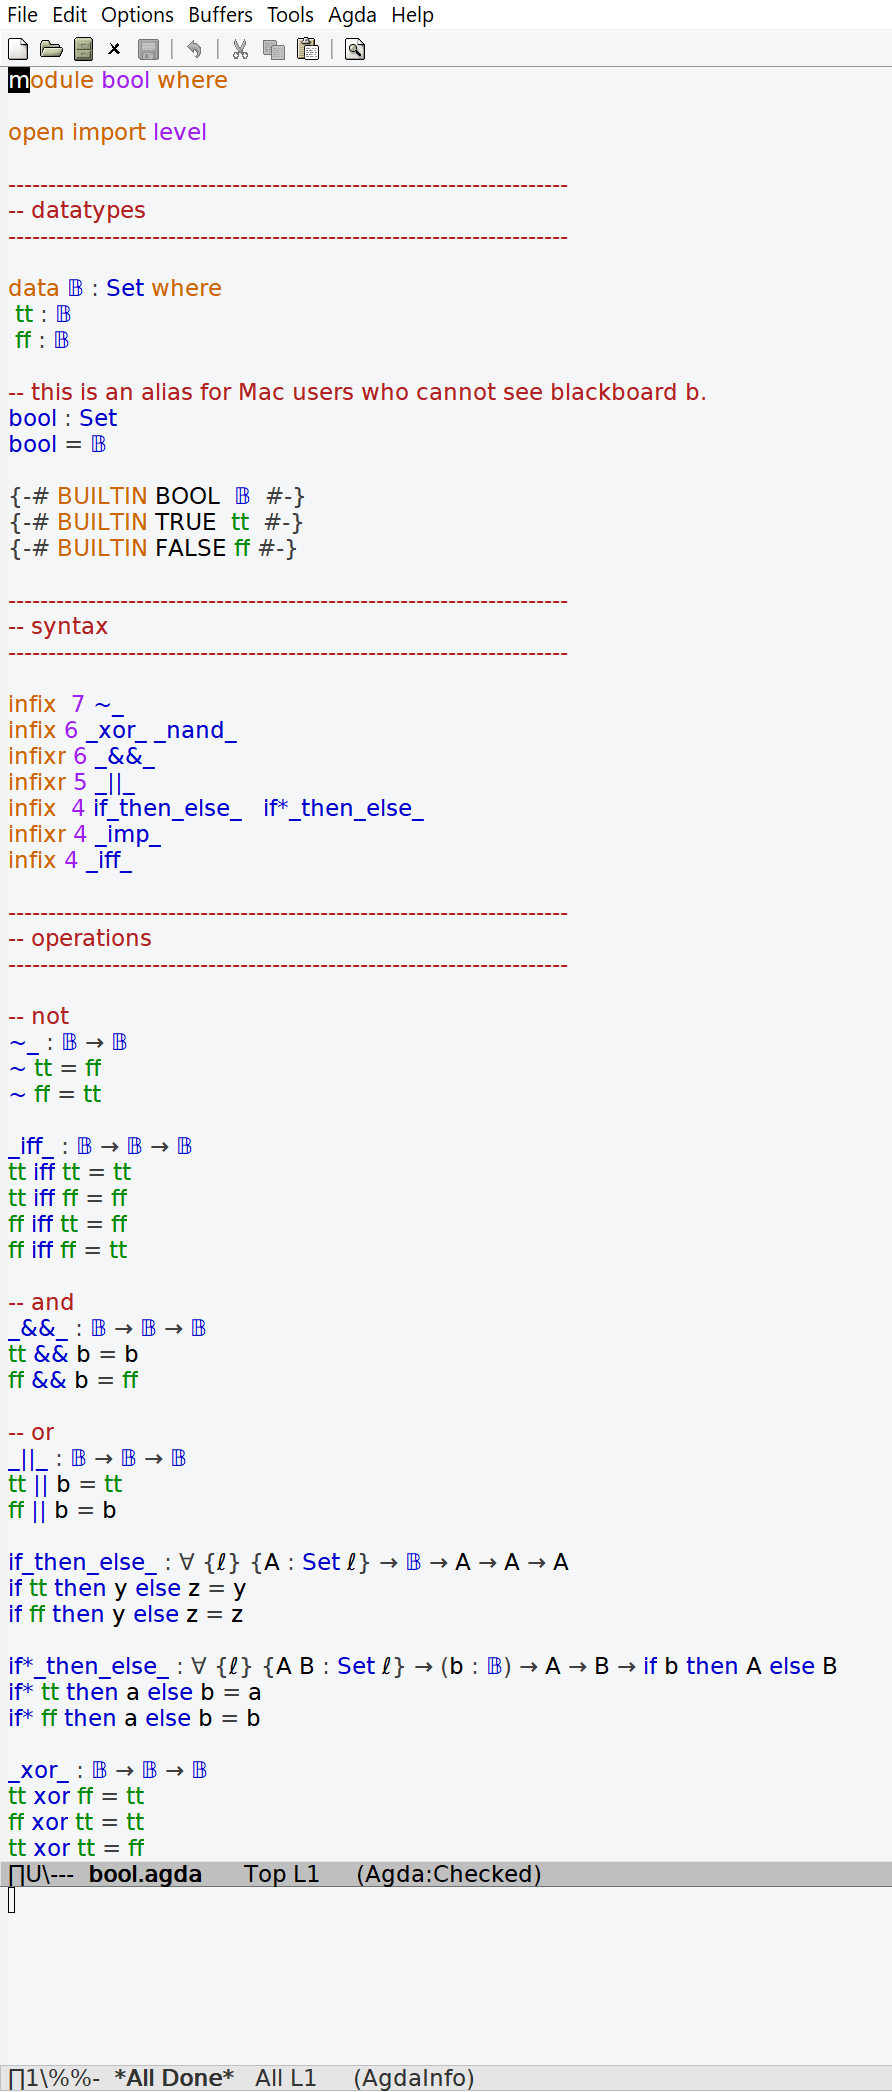 File Edit Options Buffers Tools Agda Help
module bool where
open import level
----------------------------------------------------------------------
-- datatypes
----------------------------------------------------------------------
data 𝔹 : Set where
 tt : 𝔹
 ff : 𝔹
-- this is an alias for Mac users who cannot see blackboard b.
bool : Set
bool = 𝔹
{-# BUILTIN BOOL  𝔹  #-}
{-# BUILTIN TRUE  tt  #-}
{-# BUILTIN FALSE ff #-}
----------------------------------------------------------------------
-- syntax
----------------------------------------------------------------------
infix  7 ~_
infix 6 _xor_ _nand_
infixr 6 _&&_
infixr 5 _||_
infix  4 if_then_else_   if*_then_else_
infixr 4 _imp_
infix 4 _iff_
----------------------------------------------------------------------
-- operations
----------------------------------------------------------------------
-- not
~_ : 𝔹 → 𝔹
~ tt = ff
~ ff = tt
_iff_ : 𝔹 → 𝔹 → 𝔹
tt iff tt = tt
tt iff ff = ff
ff iff tt = ff
ff iff ff = tt
-- and
_&&_ : 𝔹 → 𝔹 → 𝔹
tt && b = b
ff && b = ff
-- or
_||_ : 𝔹 → 𝔹 → 𝔹
tt || b = tt
ff || b = b
if_then_else_ : ∀ {ℓ} {A : Set ℓ} → 𝔹 → A → A → A
if tt then y else z = y
if ff then y else z = z
if*_then_else_ : ∀ {ℓ} {A B : Set ℓ} → (b : 𝔹) → A → B → if b then A else B
if* tt then a else b = a
if* ff then a else b = b
_xor_ : 𝔹 → 𝔹 → 𝔹
tt xor ff = tt
ff xor tt = tt
tt xor tt = ff
∏U\---  bool.agda      Top L1     (Agda:Checked)
∏1\%%-  *All Done*   All L1     (AgdaInfo)